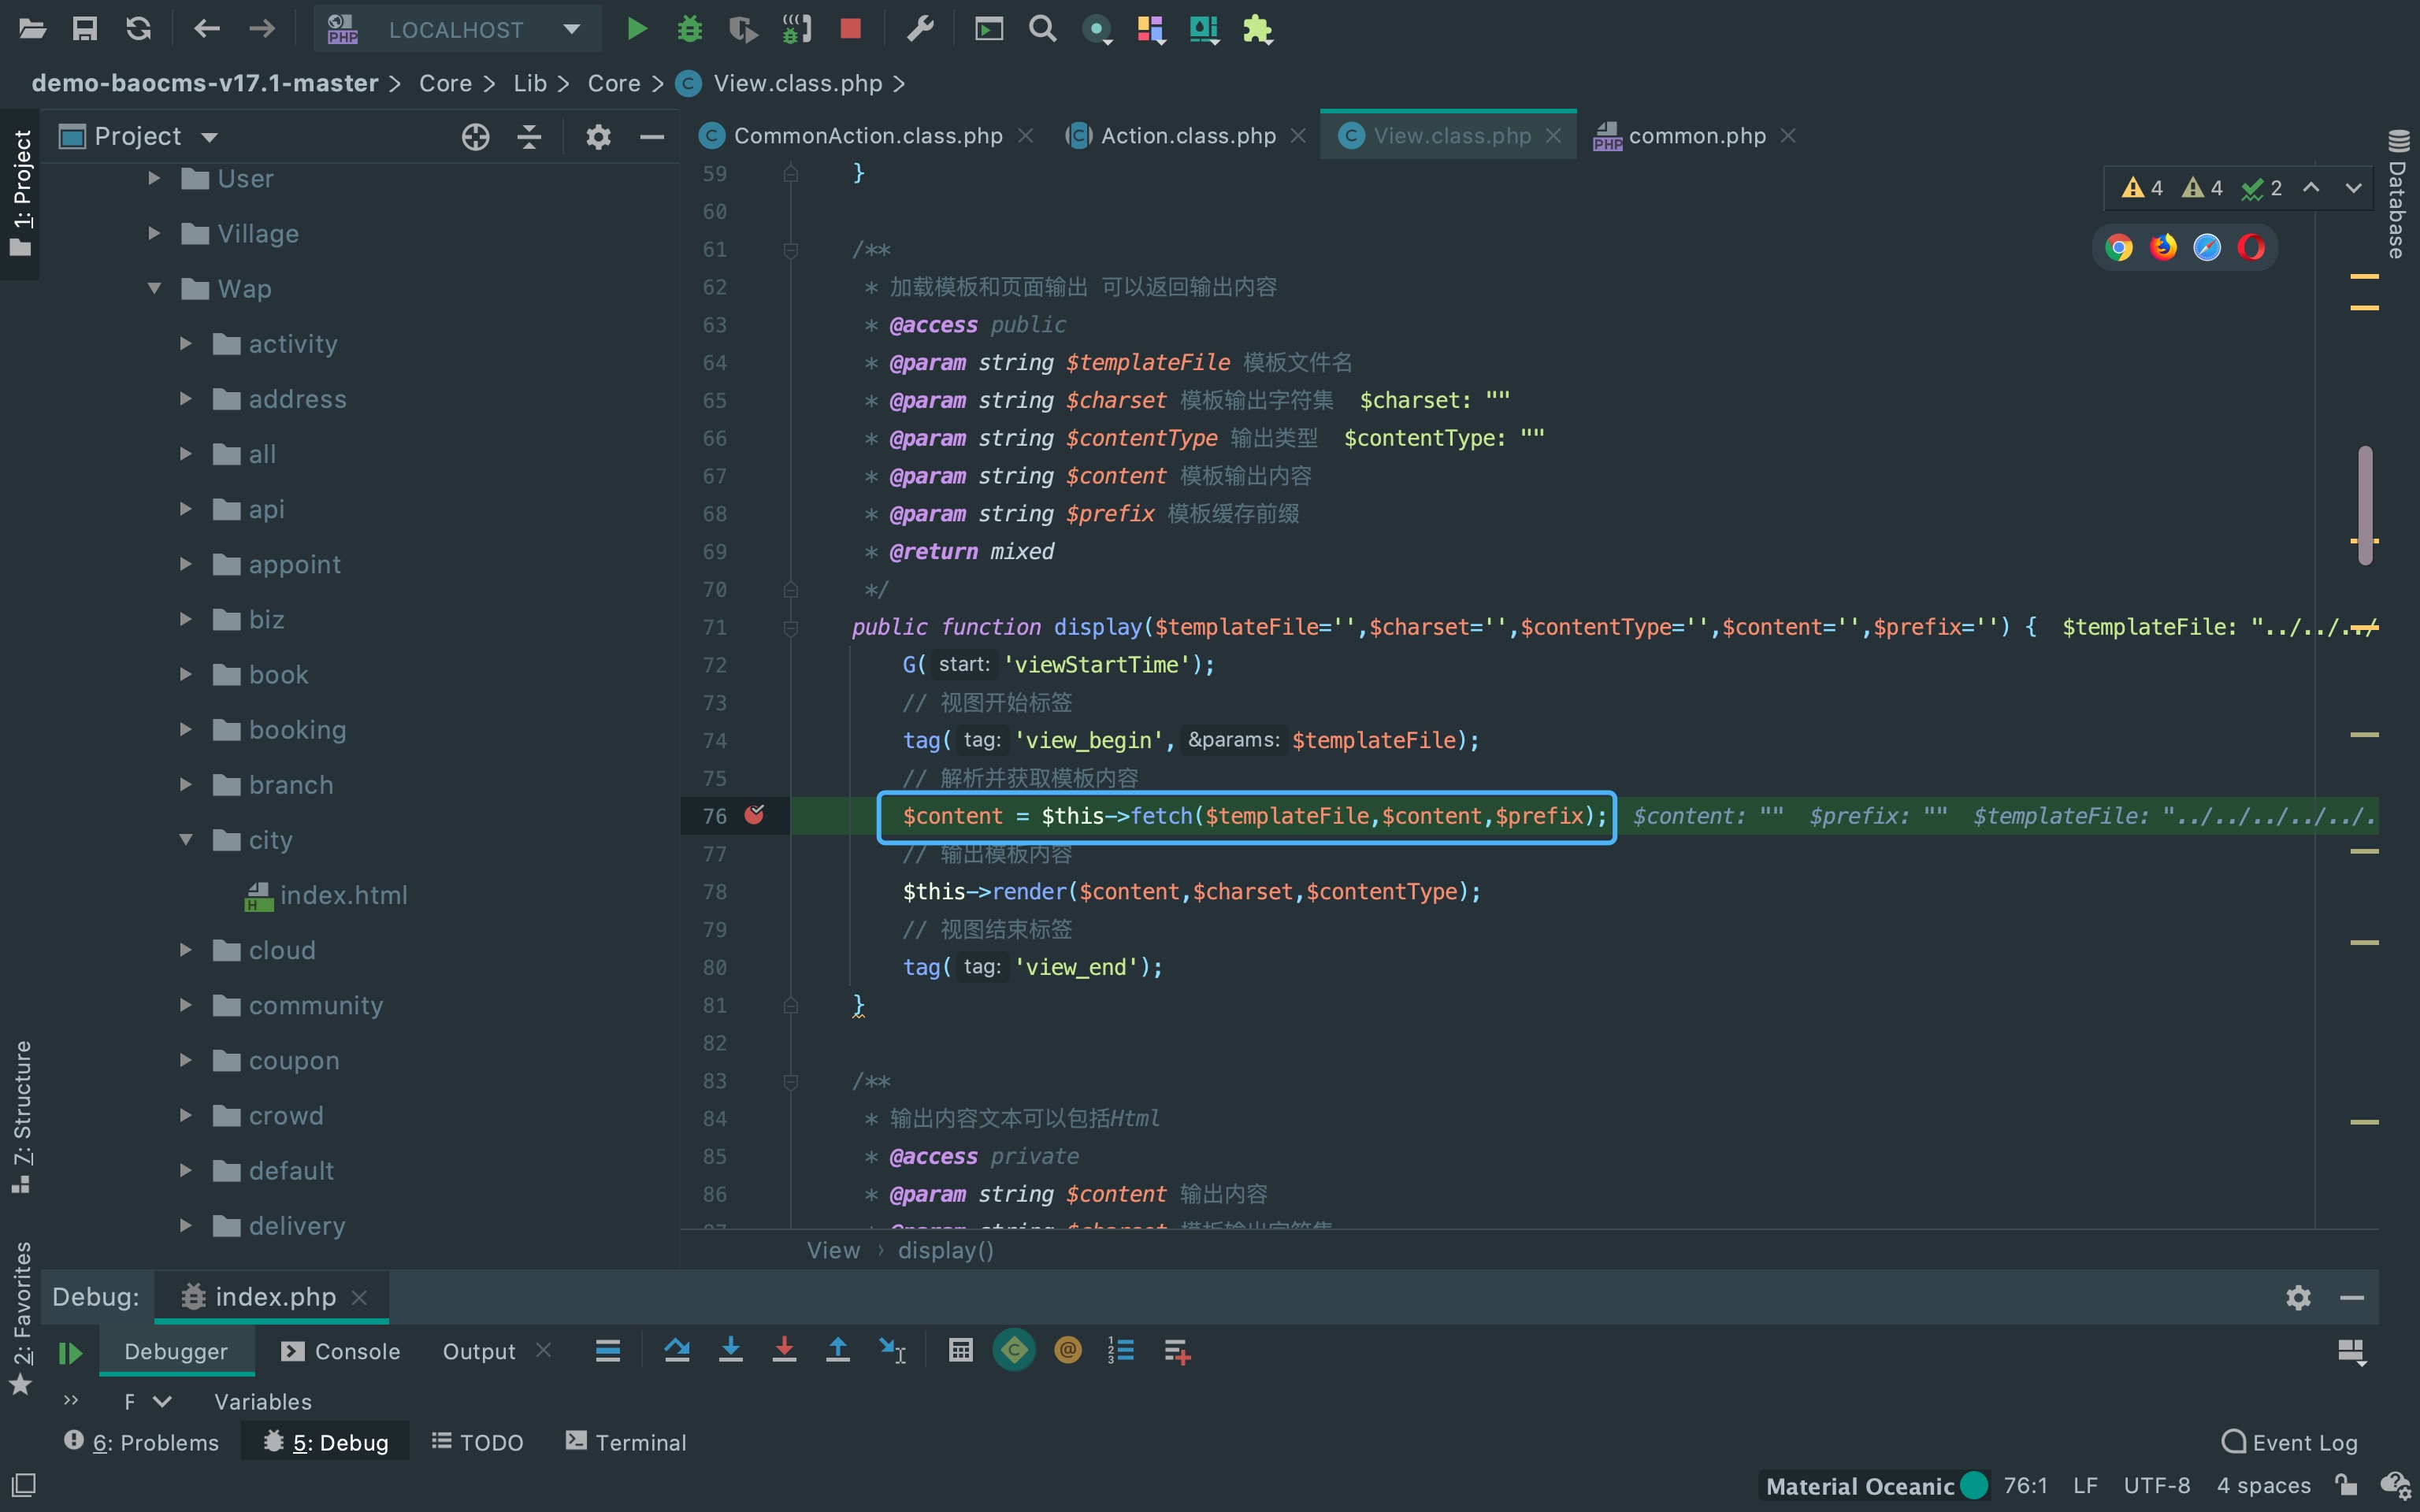 PHP LOCALHOST
demo-baocms-v17.1-master > Core > Lib > Core > C View.class.php >
1: Project
Project
User
Village
Wap
activity
address
all
api
appoint
biz
book
booking
branch
city
index.html
cloud
community
coupon
crowd
default
delivery
7: Structure
2: Favorites
C CommonAction.class.php C Action.class.php C View.class.php PHP common.php
4 4 2
Database
59 }
60
61 /**
62 * 加载模板和页面输出 可以返回输出内容
63 * @access public
64 * @param string $templateFile 模板文件名
65 * @param string $charset 模板输出字符集 $charset: ""
66 * @param string $contentType 输出类型 $contentType: ""
67 * @param string $content 模板输出内容
68 * @param string $prefix 模板缓存前缀
69 * @return mixed
70 */
71 public function display($templateFile='',$charset='',$contentType='',$content='',$prefix='') { $templateFile: "../../../
72 G( start: 'viewStartTime');
73 // 视图开始标签
74 tag( tag: 'view_begin', &params: $templateFile);
75 // 解析并获取模板内容
76 $content = $this->fetch($templateFile,$content,$prefix); $content: "" $prefix: "" $templateFile: "../../../../../.
77 // 输出模板内容
78 $this->render($content,$charset,$contentType);
79 // 视图结束标签
80 tag( tag: 'view_end');
81 }
82
83 /**
84 * 输出内容文本可以包括Html
85 * @access private
86 * @param string $content 输出内容
87 * @param string $charset 模板输出字符集
View › display()
Debug: index.php
Debugger Console Output
» F Variables
6: Problems 5: Debug TODO Terminal Event Log
Material Oceanic 76:1 LF UTF-8 4 spaces